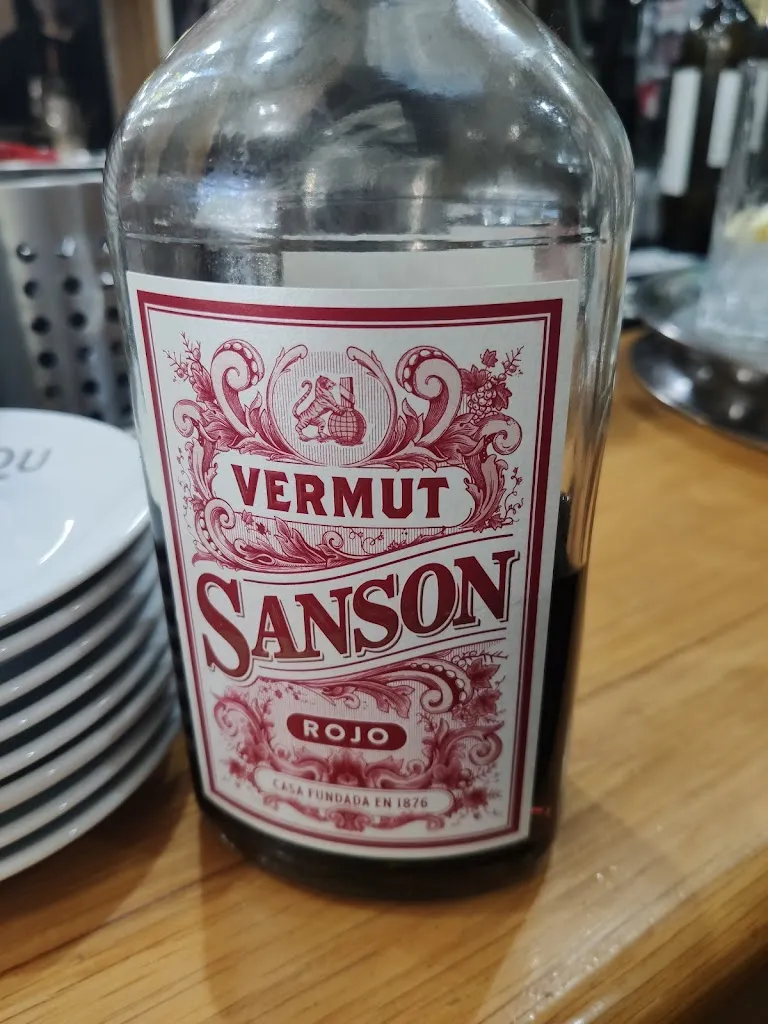 VERMUT
SANSON
ROJO
CASA FUNDADA EN 1876